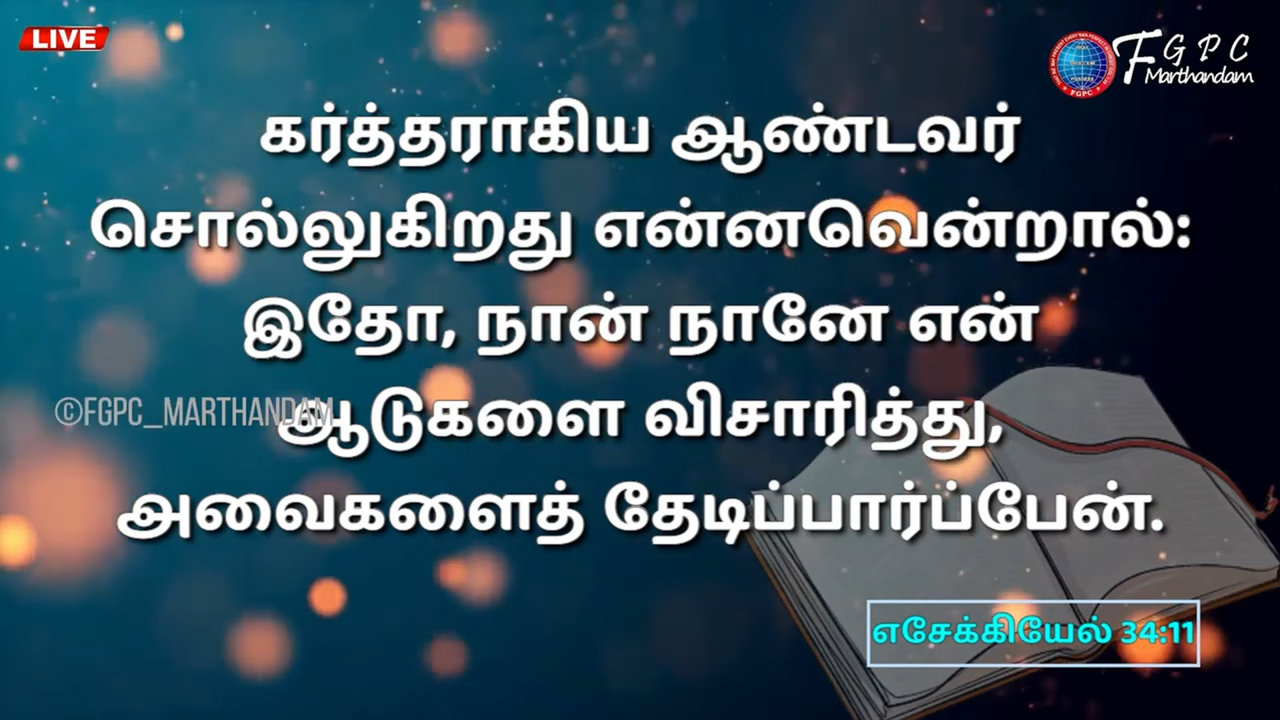 LIVE
F G P C
Marthandam
FGPC
கர்த்தராகிய ஆண்டவர்
சொல்லுகிறது என்னவென்றால்:
இதோ, நான் நானே என்
©FGPC_MARTHANDAM
ஆடுகளை விசாரித்து,
அவைகளைத் தேடிப்பார்ப்பேன்.
எசேக்கியேல் 34:11